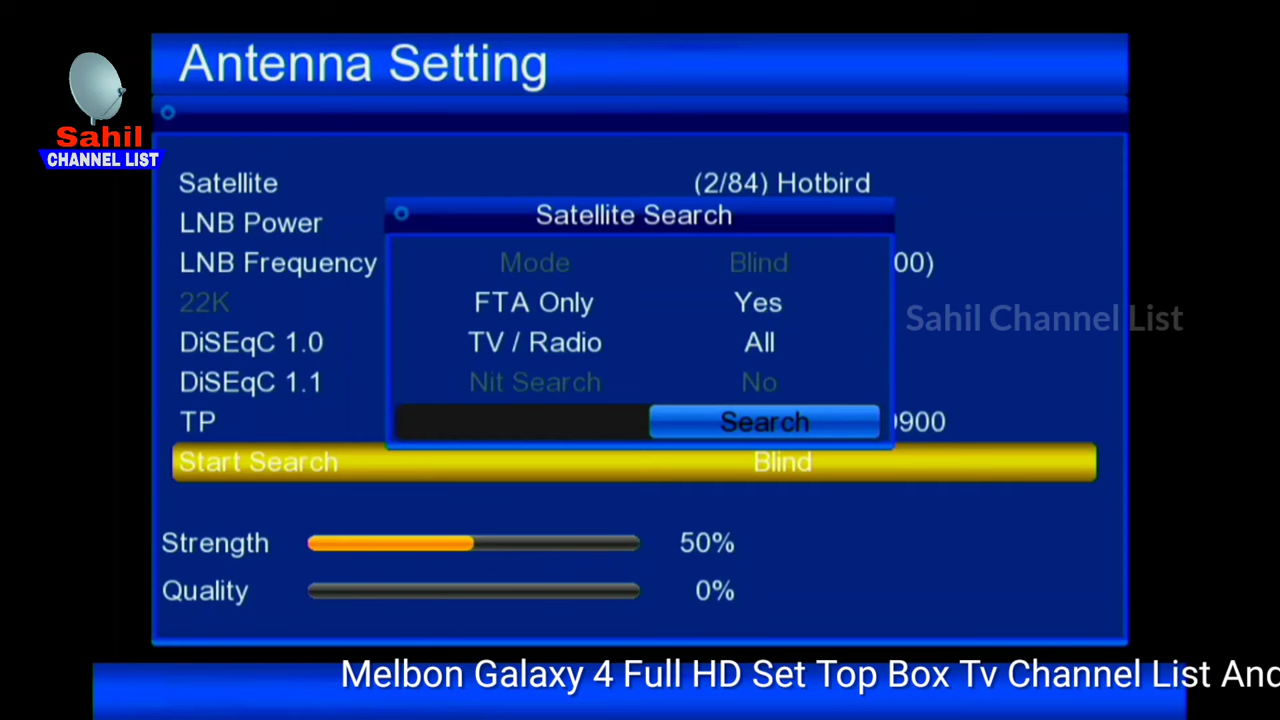 Antenna Setting
Sahil
CHANNEL LIST
Satellite (2/84) Hotbird
LNB Power
Satellite Search
LNB Frequency 00)
Mode Blind
22K
FTA Only Yes
Sahil Channel List
DiSEqC 1.0
TV / Radio All
DiSEqC 1.1
Nit Search No
TP 9900
Search
Start Search Blind
Strength 50%
Quality 0%
Melbon Galaxy 4 Full HD Set Top Box Tv Channel List And